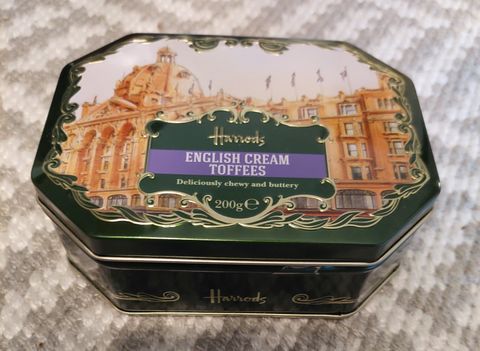 Harrods
ENGLISH CREAM
TOFFEES
Deliciously chewy and buttery
200g℮
Harrods